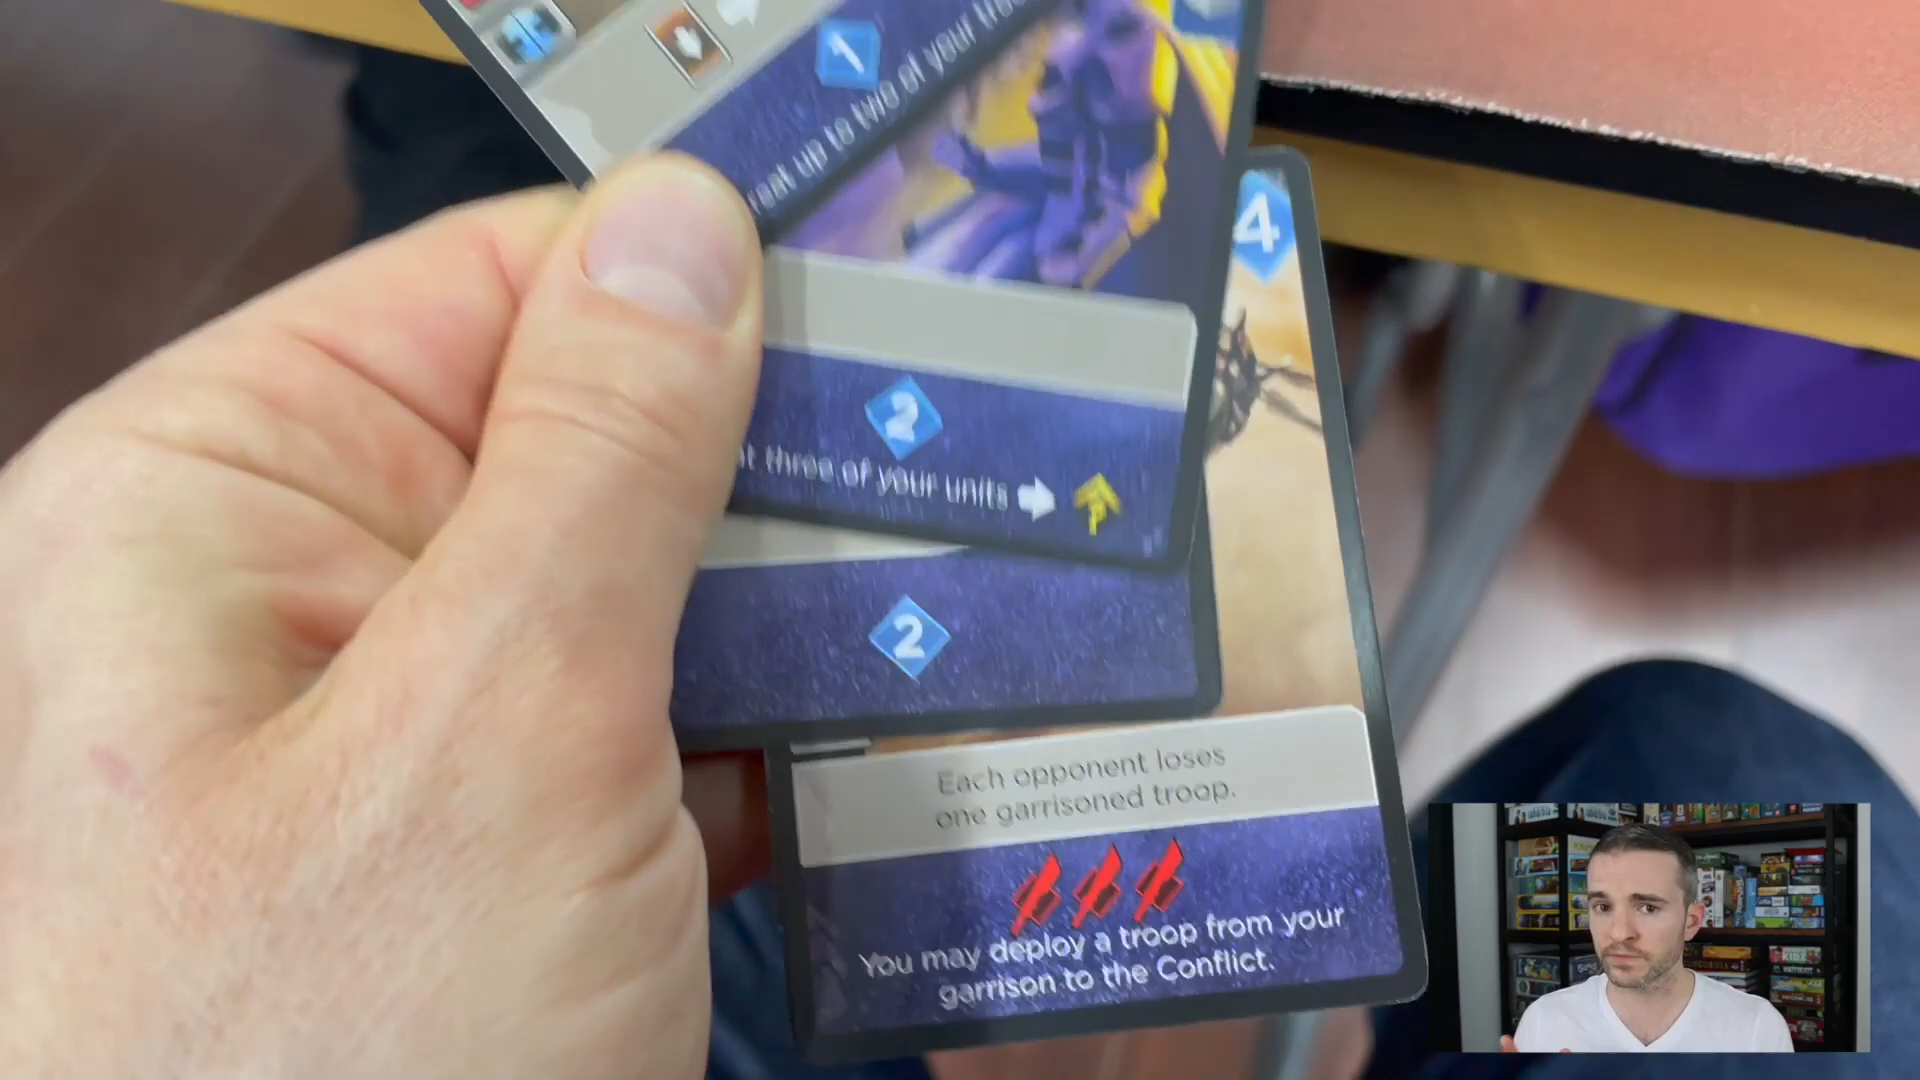 1
reat up to two of your
4
2
t three of your units
2
Each opponent loses
one garrisoned troop.
You may deploy a troop from your
garrison to the Conflict.